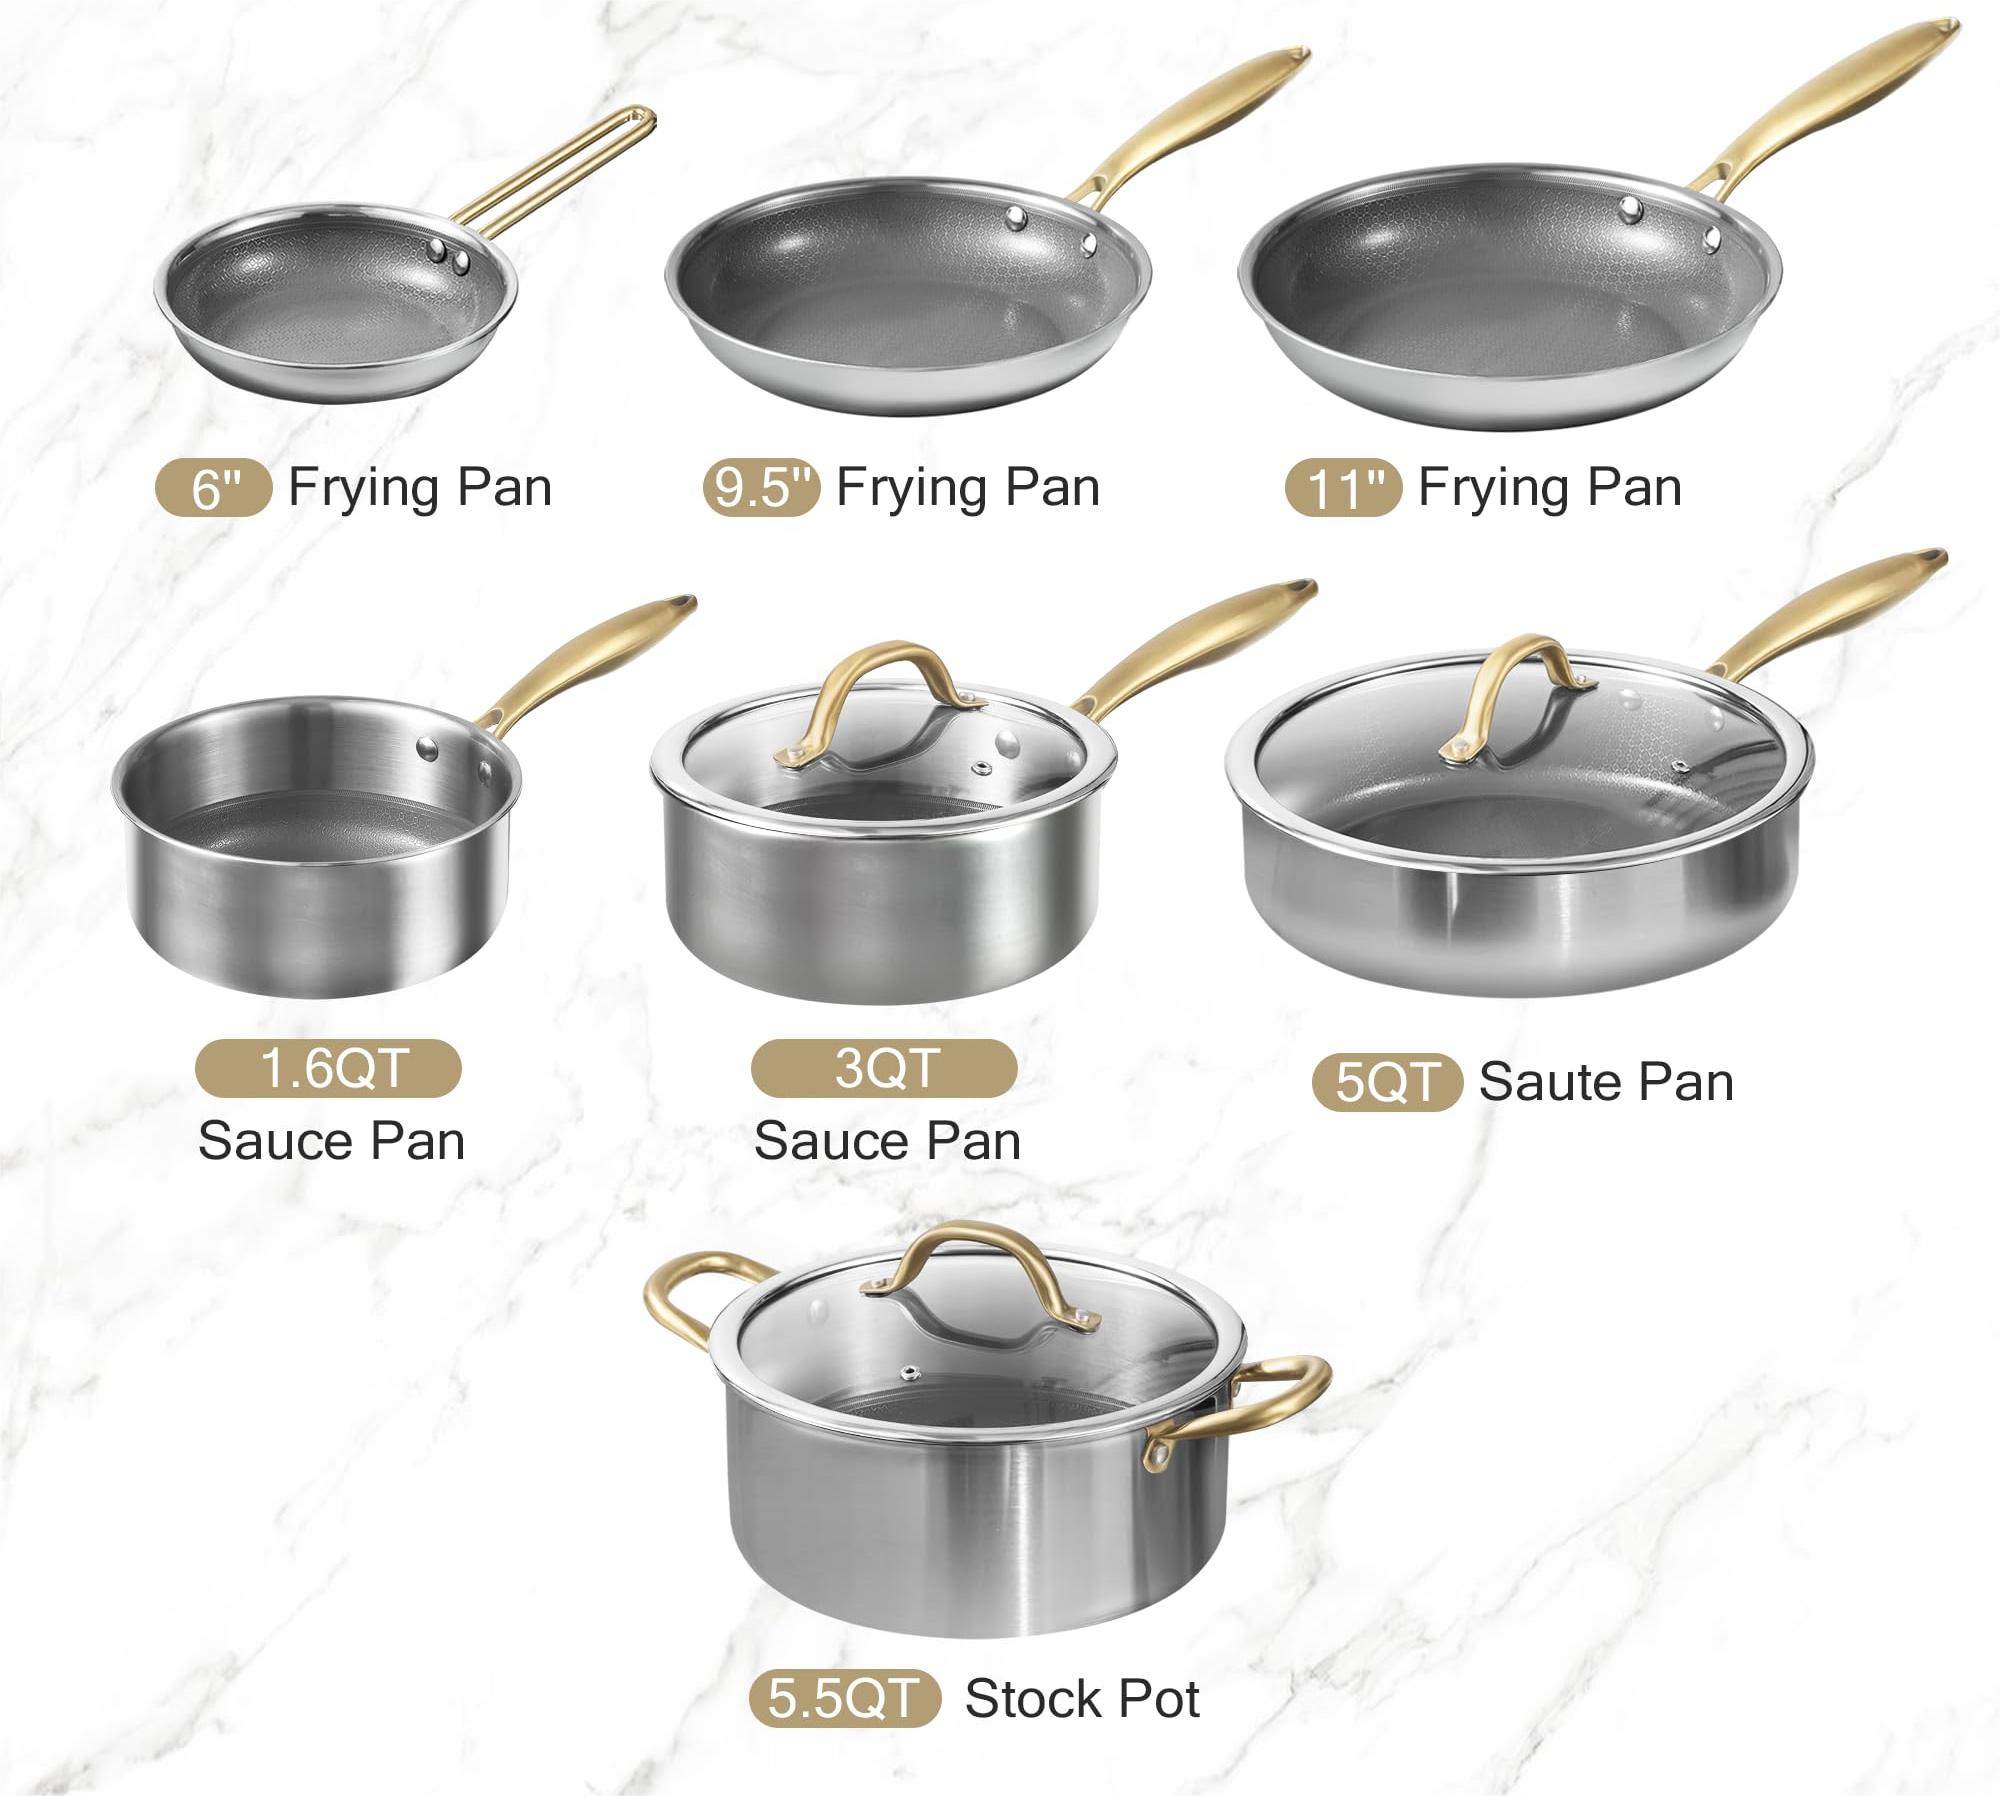 6" Frying Pan
9.5" Frying Pan
11" Frying Pan
1.6QT
Sauce Pan
3QT
Sauce Pan
5QT Saute Pan
5.5QT Stock Pot